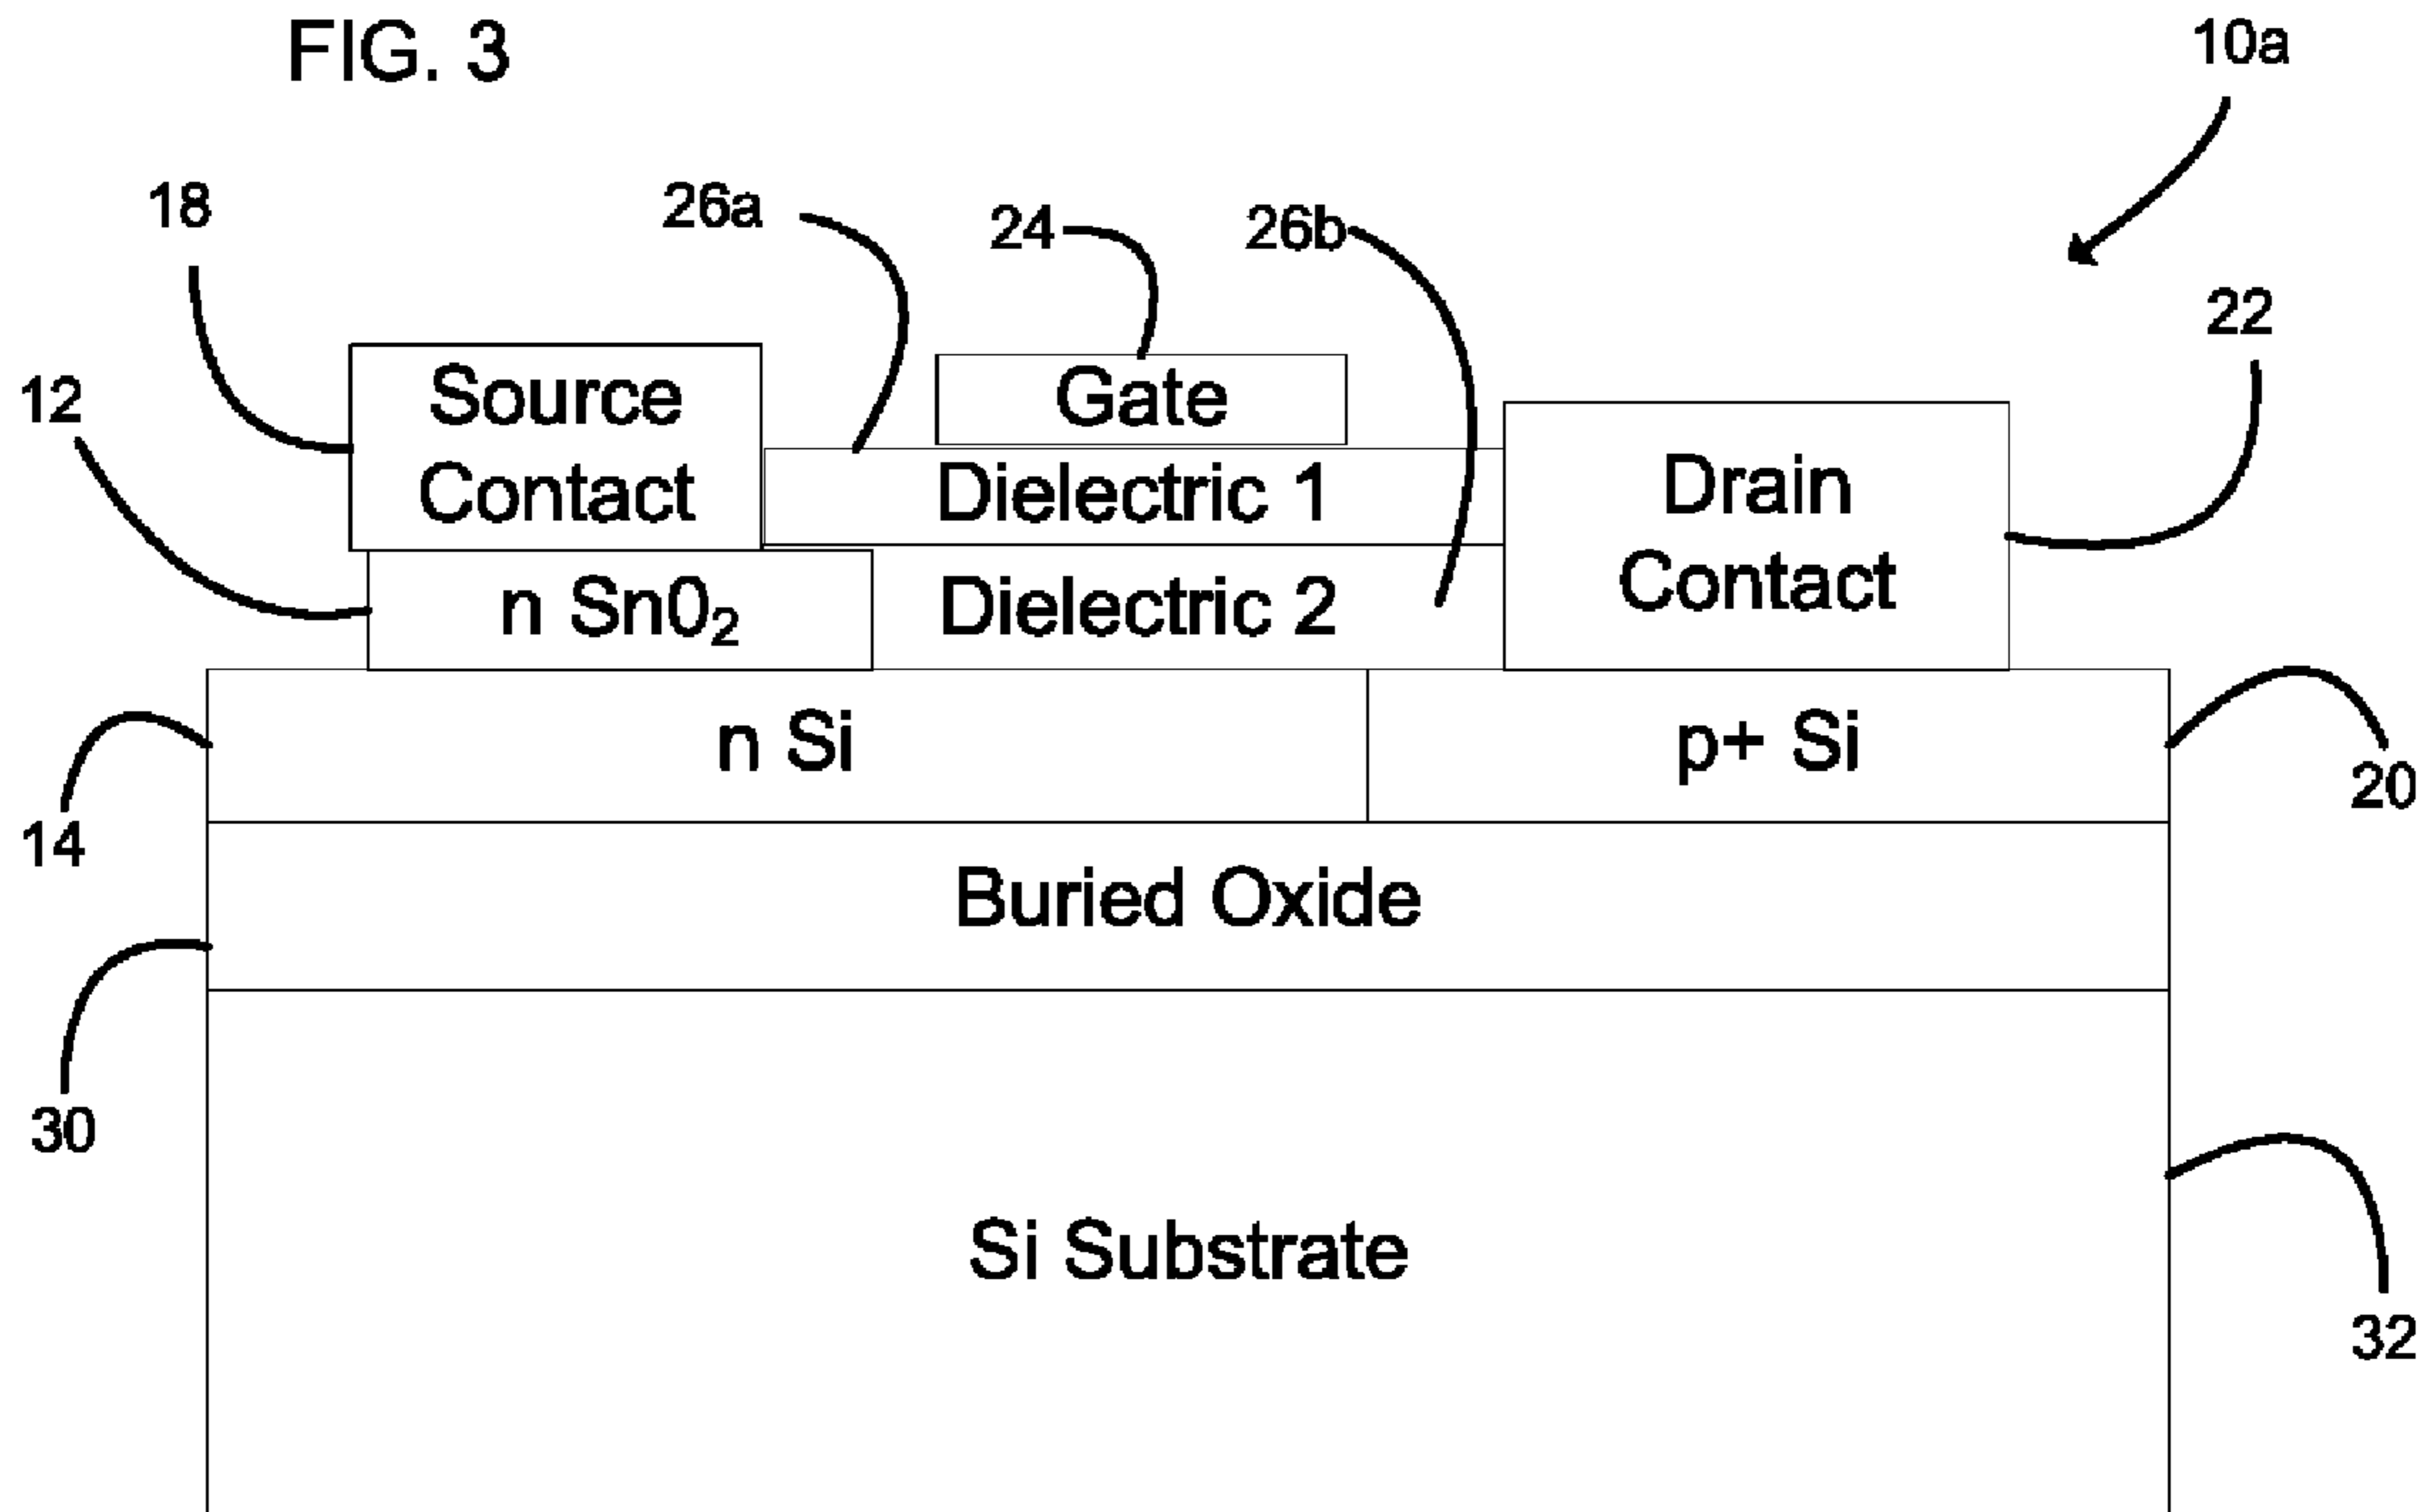 FIG. 3
10a
18
26a
24
26b
22
12
Source
Contact
Gate
Dielectric 1
Drain
Contact
n Sn0₂
Dielectric 2
n Si
p+ Si
20
14
Buried Oxide
30
Si Substrate
32